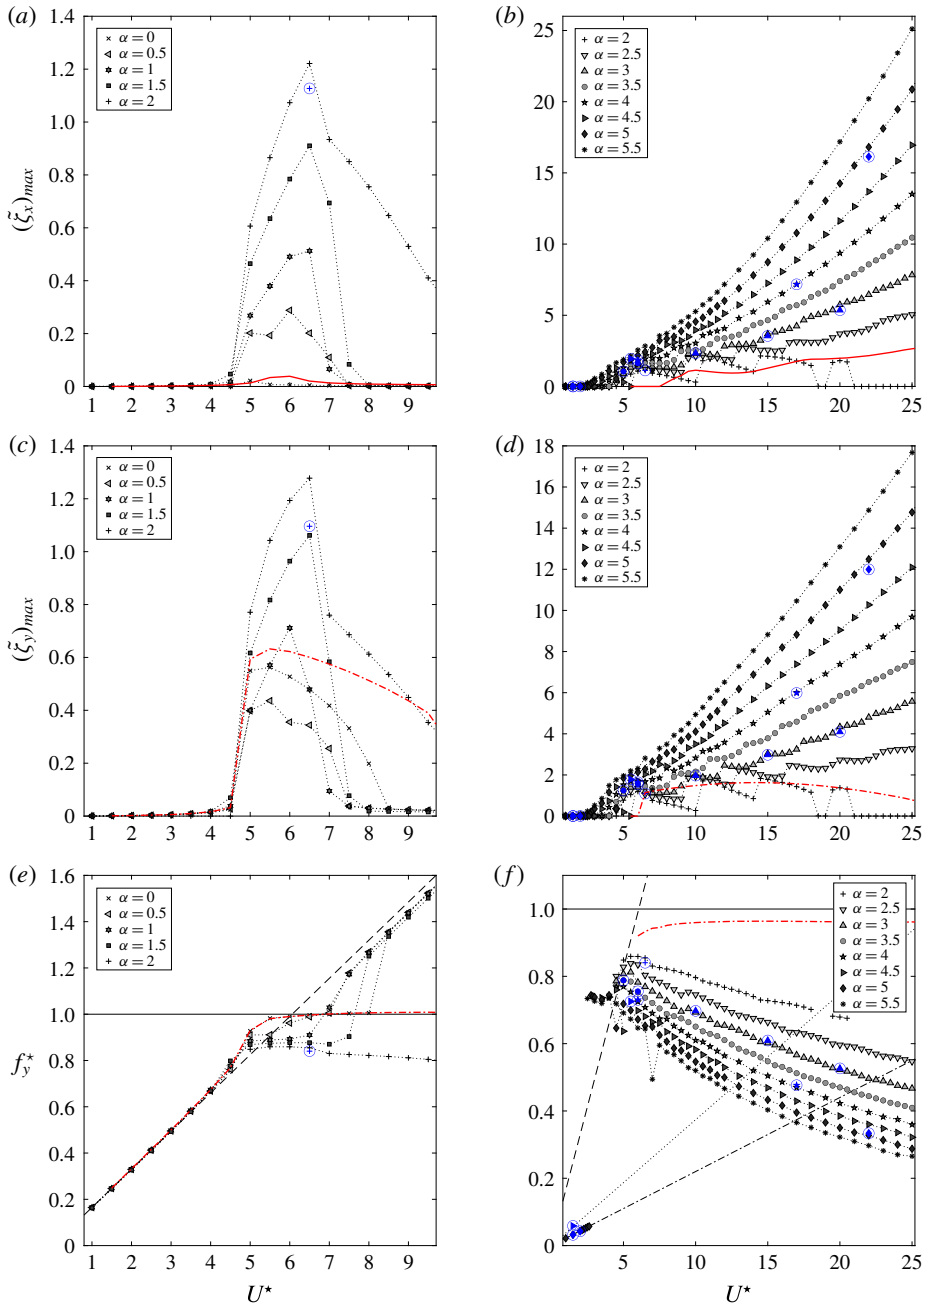 (a)
1.4
1.2
1.0
0.8
0.6
0.4
0.2
0
(ζ̃x)max
α = 0
α = 0.5
α = 1
α = 1.5
α = 2
1 2 3 4 5 6 7 8 9
(b)
25
20
15
10
5
0
α = 2
α = 2.5
α = 3
α = 3.5
α = 4
α = 4.5
α = 5
α = 5.5
5 10 15 20 25
(c)
1.4
1.2
1.0
0.8
0.6
0.4
0.2
0
(ζ̃y)max
α = 0
α = 0.5
α = 1
α = 1.5
α = 2
1 2 3 4 5 6 7 8 9
(d)
18
16
14
12
10
8
6
4
2
0
α = 2
α = 2.5
α = 3
α = 3.5
α = 4
α = 4.5
α = 5
α = 5.5
5 10 15 20 25
(e)
1.6
1.4
1.2
1.0
0.8
0.6
0.4
0.2
0
f*y
α = 0
α = 0.5
α = 1
α = 1.5
α = 2
1 2 3 4 5 6 7 8 9
U*
(f)
1.0
0.8
0.6
0.4
0.2
0
α = 2
α = 2.5
α = 3
α = 3.5
α = 4
α = 4.5
α = 5
α = 5.5
5 10 15 20 25
U*